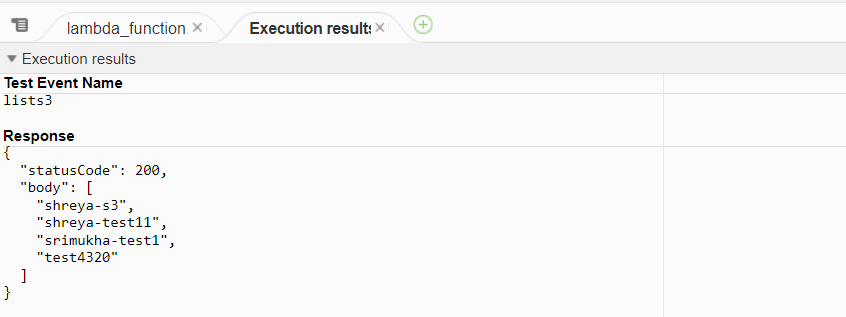 lambda_function
Execution results
Execution results
Test Event Name
lists3
Response
{
  "statusCode": 200,
  "body": [
    "shreya-s3",
    "shreya-test11",
    "srimukha-test1",
    "test4320"
  ]
}